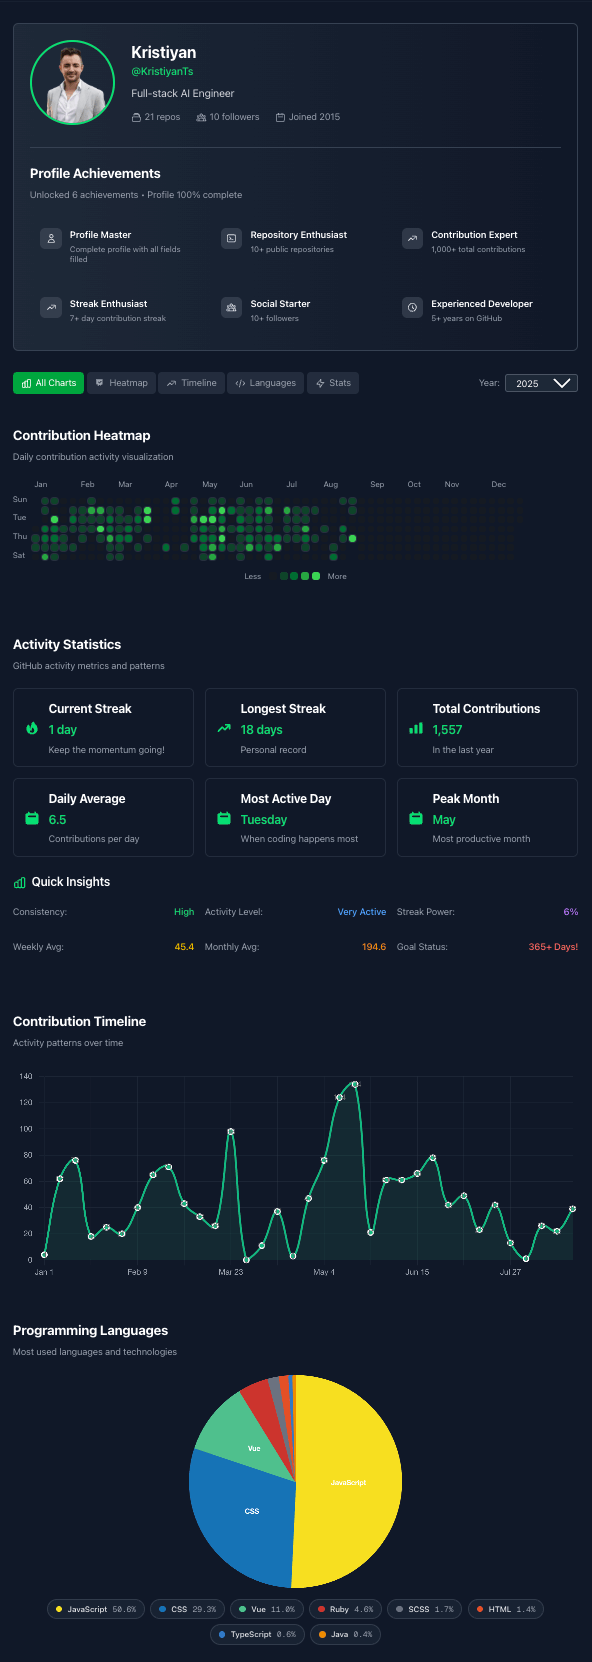 Kristiyan
@KristiyanTs
Full-stack AI Engineer
21 repos 10 followers Joined 2015
Profile Achievements
Unlocked 6 achievements • Profile 100% complete
Profile Master
Complete profile with all fields
filled
Repository Enthusiast
10+ public repositories
Contribution Expert
1,000+ total contributions
Streak Enthusiast
7+ day contribution streak
Social Starter
10+ followers
Experienced Developer
5+ years on GitHub
All Charts Heatmap Timeline Languages Stats Year: 2025
Contribution Heatmap
Daily contribution activity visualization
Jan Feb Mar Apr May Jun Jul Aug Sep Oct Nov Dec
Sun
Tue
Thu
Sat
Less More
Activity Statistics
GitHub activity metrics and patterns
Current Streak
1 day
Keep the momentum going!
Longest Streak
18 days
Personal record
Total Contributions
1,557
In the last year
Daily Average
6.5
Contributions per day
Most Active Day
Tuesday
When coding happens most
Peak Month
May
Most productive month
Quick Insights
Consistency: High Activity Level: Very Active Streak Power: 6%
Weekly Avg: 45.4 Monthly Avg: 194.6 Goal Status: 365+ Days!
Contribution Timeline
Activity patterns over time
140
120
100
80
60
40
20
0
Jan 1 Feb 9 Mar 23 May 4 Jun 15 Jul 27
Programming Languages
Most used languages and technologies
Vue
JavaScript
CSS
JavaScript 50.6% CSS 29.3% Vue 11.0% Ruby 4.6% SCSS 1.7% HTML 1.4%
TypeScript 0.6% Java 0.4%